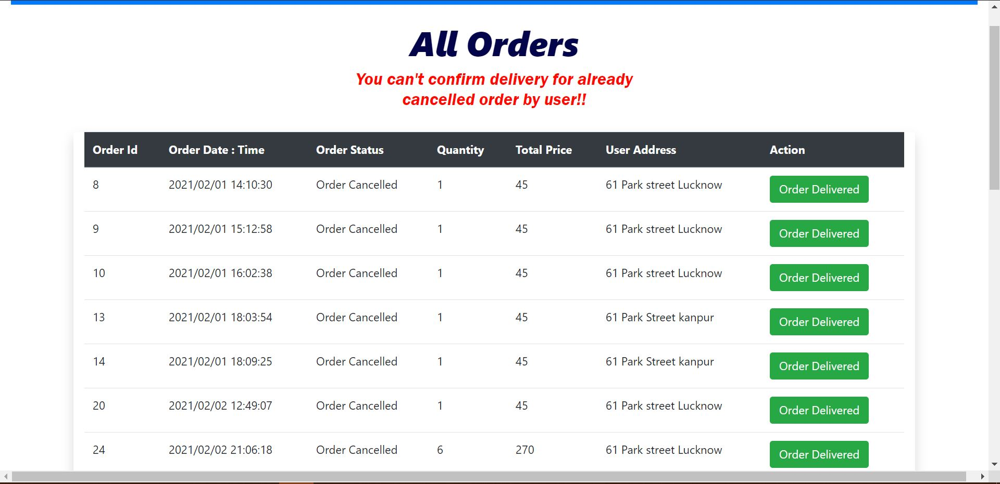 All Orders
You can't confirm delivery for already
cancelled order by user!!
Order Id Order Date : Time Order Status Quantity Total Price User Address Action
8 2021/02/01 14:10:30 Order Cancelled 1 45 61 Park street Lucknow Order Delivered
9 2021/02/01 15:12:58 Order Cancelled 1 45 61 Park street Lucknow Order Delivered
10 2021/02/01 16:02:38 Order Cancelled 1 45 61 Park street Lucknow Order Delivered
13 2021/02/01 18:03:54 Order Cancelled 1 45 61 Park Street kanpur Order Delivered
14 2021/02/01 18:09:25 Order Cancelled 1 45 61 Park Street kanpur Order Delivered
20 2021/02/02 12:49:07 Order Cancelled 1 45 61 Park street Lucknow Order Delivered
24 2021/02/02 21:06:18 Order Cancelled 6 270 61 Park street Lucknow Order Delivered